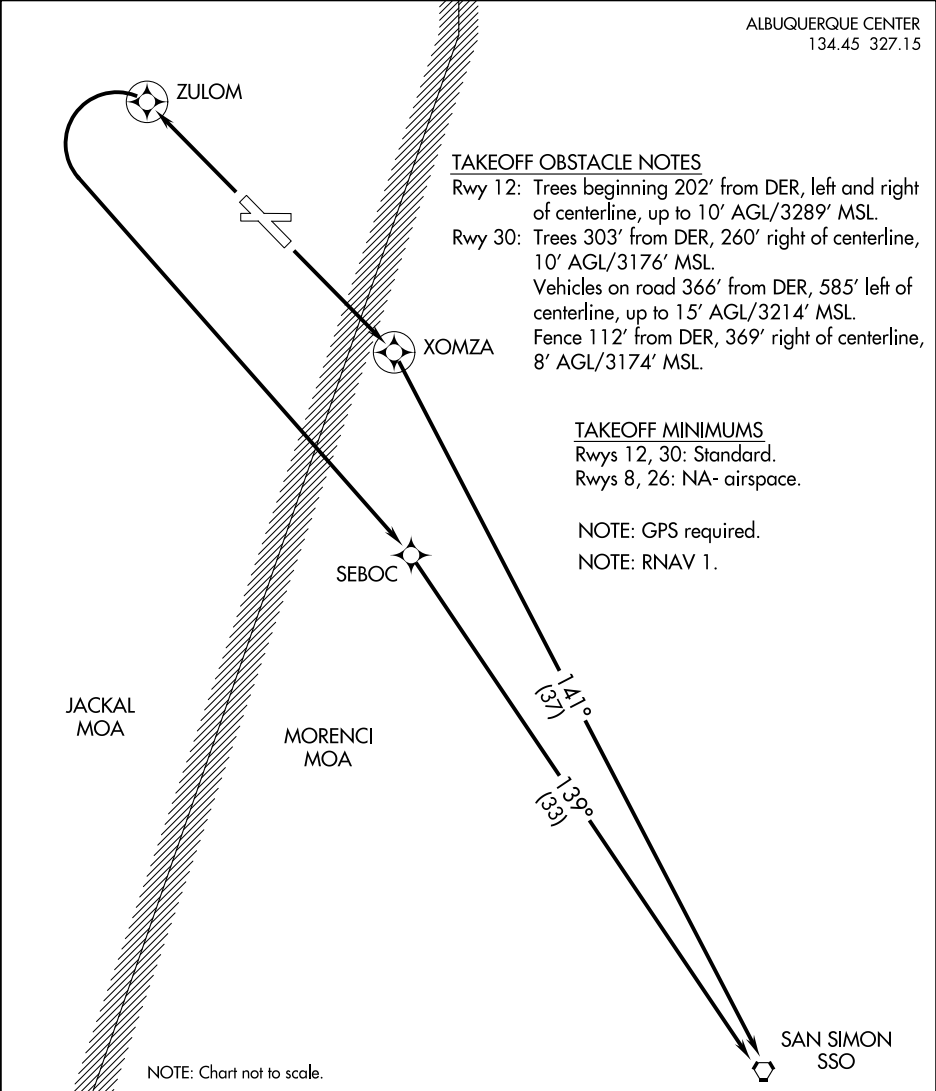 ALBUQUERQUE CENTER
134.45 327.15
ZULOM
TAKEOFF OBSTACLE NOTES
Rwy 12: Trees beginning 202' from DER, left and right
of centerline, up to 10' AGL/3289' MSL.
Rwy 30: Trees 303' from DER, 260' right of centerline,
10' AGL/3176' MSL.
Vehicles on road 366' from DER, 585' left of
centerline, up to 15' AGL/3214' MSL.
Fence 112' from DER, 369' right of centerline,
8' AGL/3174' MSL.
XOMZA
TAKEOFF MINIMUMS
Rwys 12, 30: Standard.
Rwys 8, 26: NA- airspace.
NOTE: GPS required.
NOTE: RNAV 1.
SEBOC
141°
(37)
JACKAL
MOA
MORENCI
MOA
139°
(33)
SAN SIMON
SSO
NOTE: Chart not to scale.